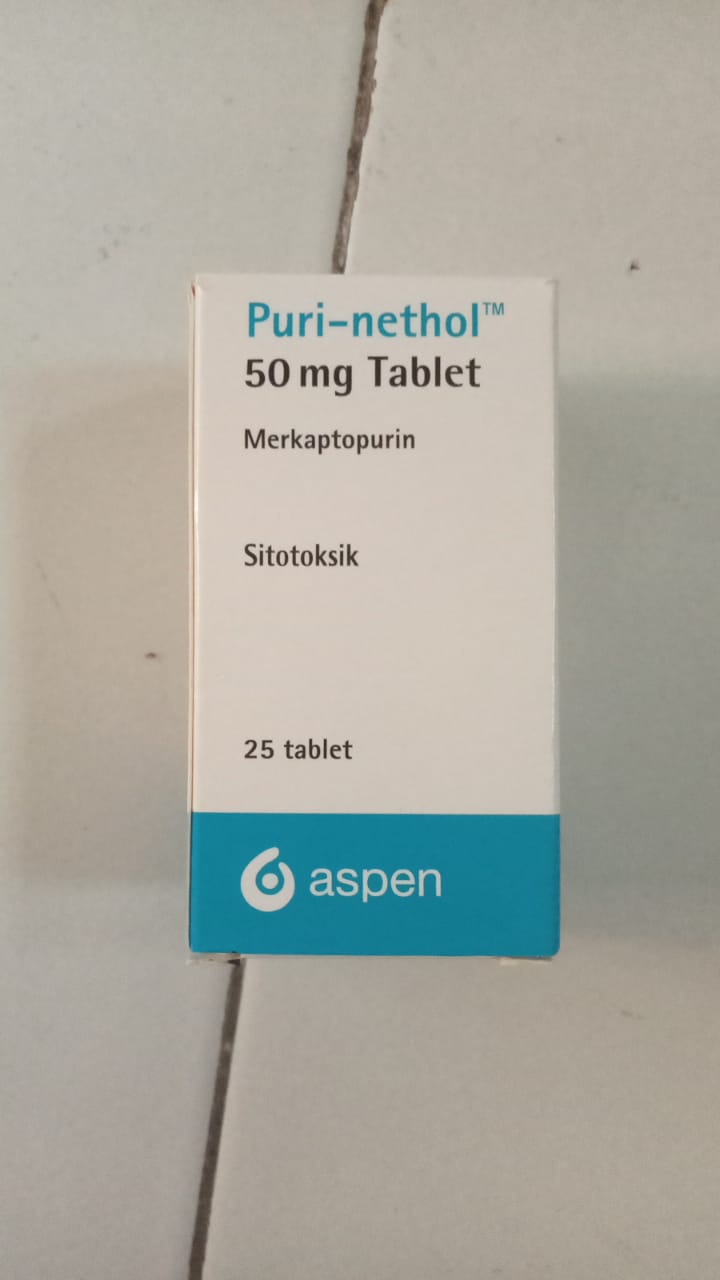 Puri-nethol™
50 mg Tablet
Merkaptopurin
Sitotoksik
25 tablet
aspen